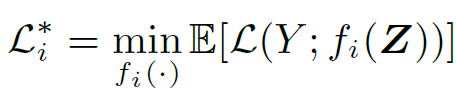 $\mathcal{L}_i^* = \min_{f_i(\cdot)} \mathbb{E}[\mathcal{L}(Y; f_i(\boldsymbol{Z}))]$